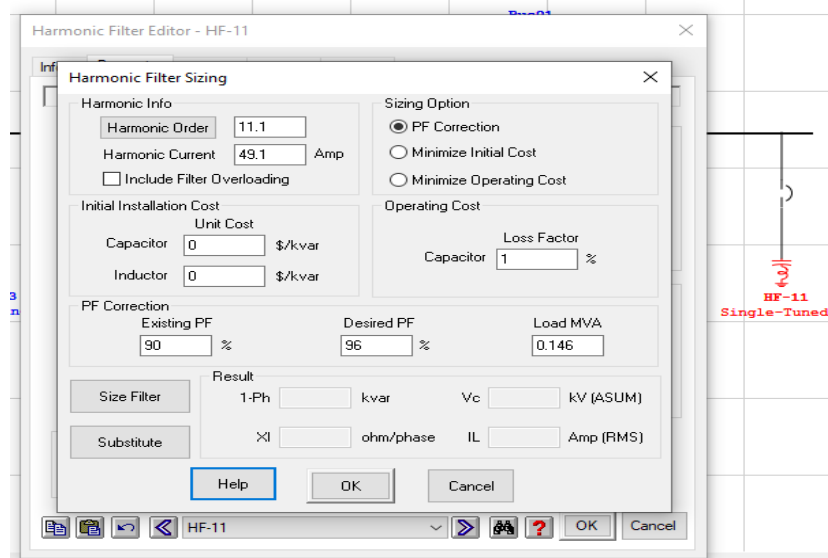 Harmonic Filter Editor - HF-11
Inf
Harmonic Filter Sizing
Harmonic Info
Harmonic Order 11.1
Harmonic Current 49.1 Amp
Include Filter Overloading
Sizing Option
PF Correction
Minimize Initial Cost
Minimize Operating Cost
Initial Installation Cost
Unit Cost
Capacitor 0 $/kvar
Inductor 0 $/kvar
Operating Cost
Loss Factor
Capacitor 1 %
PF Correction
Existing PF Desired PF Load MVA
90 % 96 % 0.146
Size Filter
Substitute
Result
1-Ph kvar Vc kV (ASUM)
Xl ohm/phase IL Amp (RMS)
Help OK Cancel
HF-11 OK Cancel
3
n
HF-11
Single-Tuned